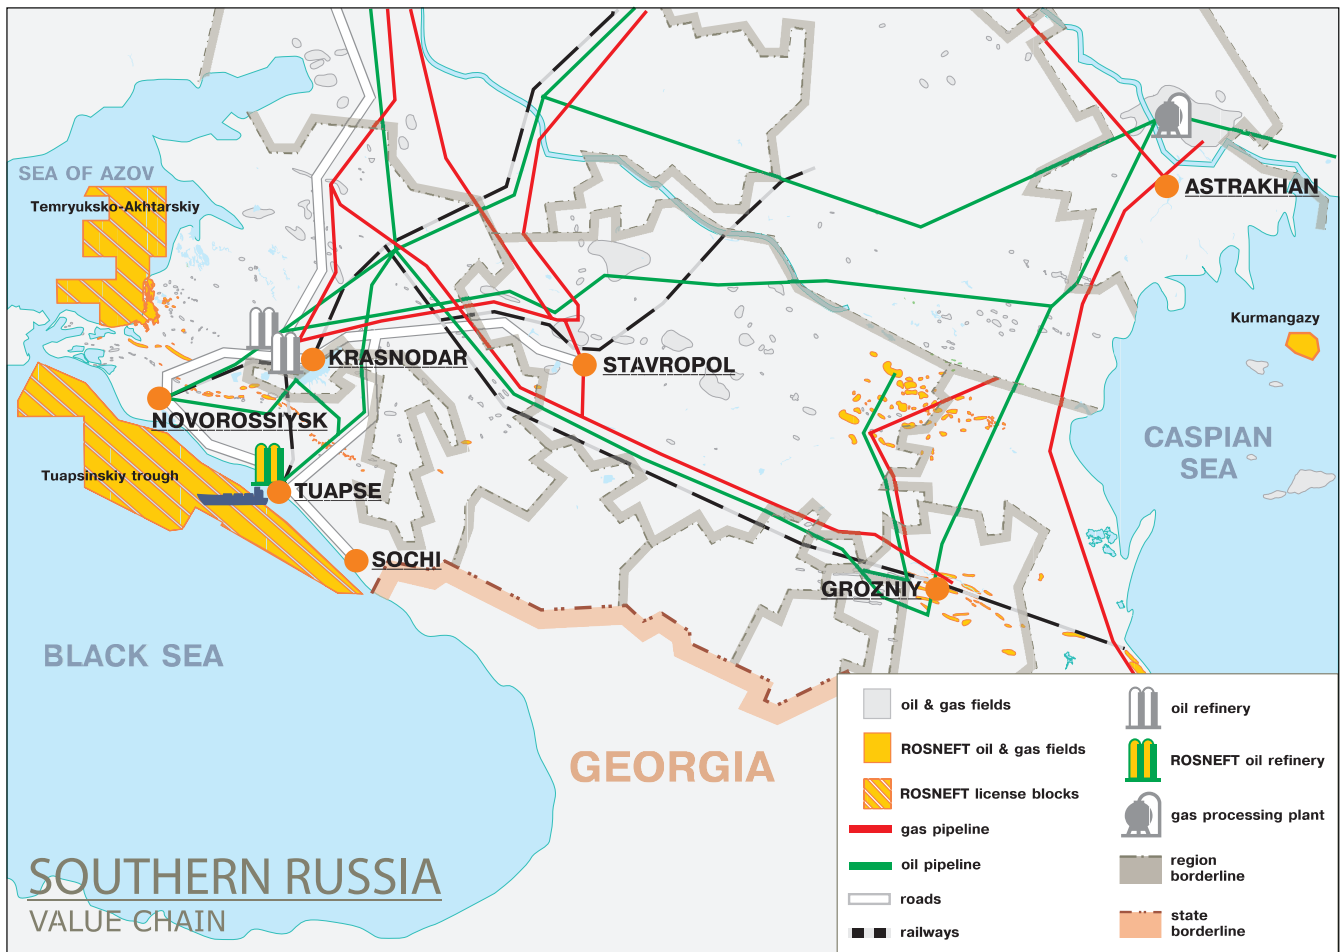 SEA OF AZOV
Temryuksko-Akhtarskiy
ASTRAKHAN
Kurmangazy
KRASNODAR
STAVROPOL
NOVOROSSIYSK
CASPIAN
SEA
Tuapsinskiy trough
TUAPSE
SOCHI
GROZNIY
BLACK SEA
GEORGIA
oil & gas fields
ROSNEFT oil & gas fields
ROSNEFT license blocks
gas pipeline
oil pipeline
roads
railways
oil refinery
ROSNEFT oil refinery
gas processing plant
region
borderline
state
borderline
SOUTHERN RUSSIA
VALUE CHAIN